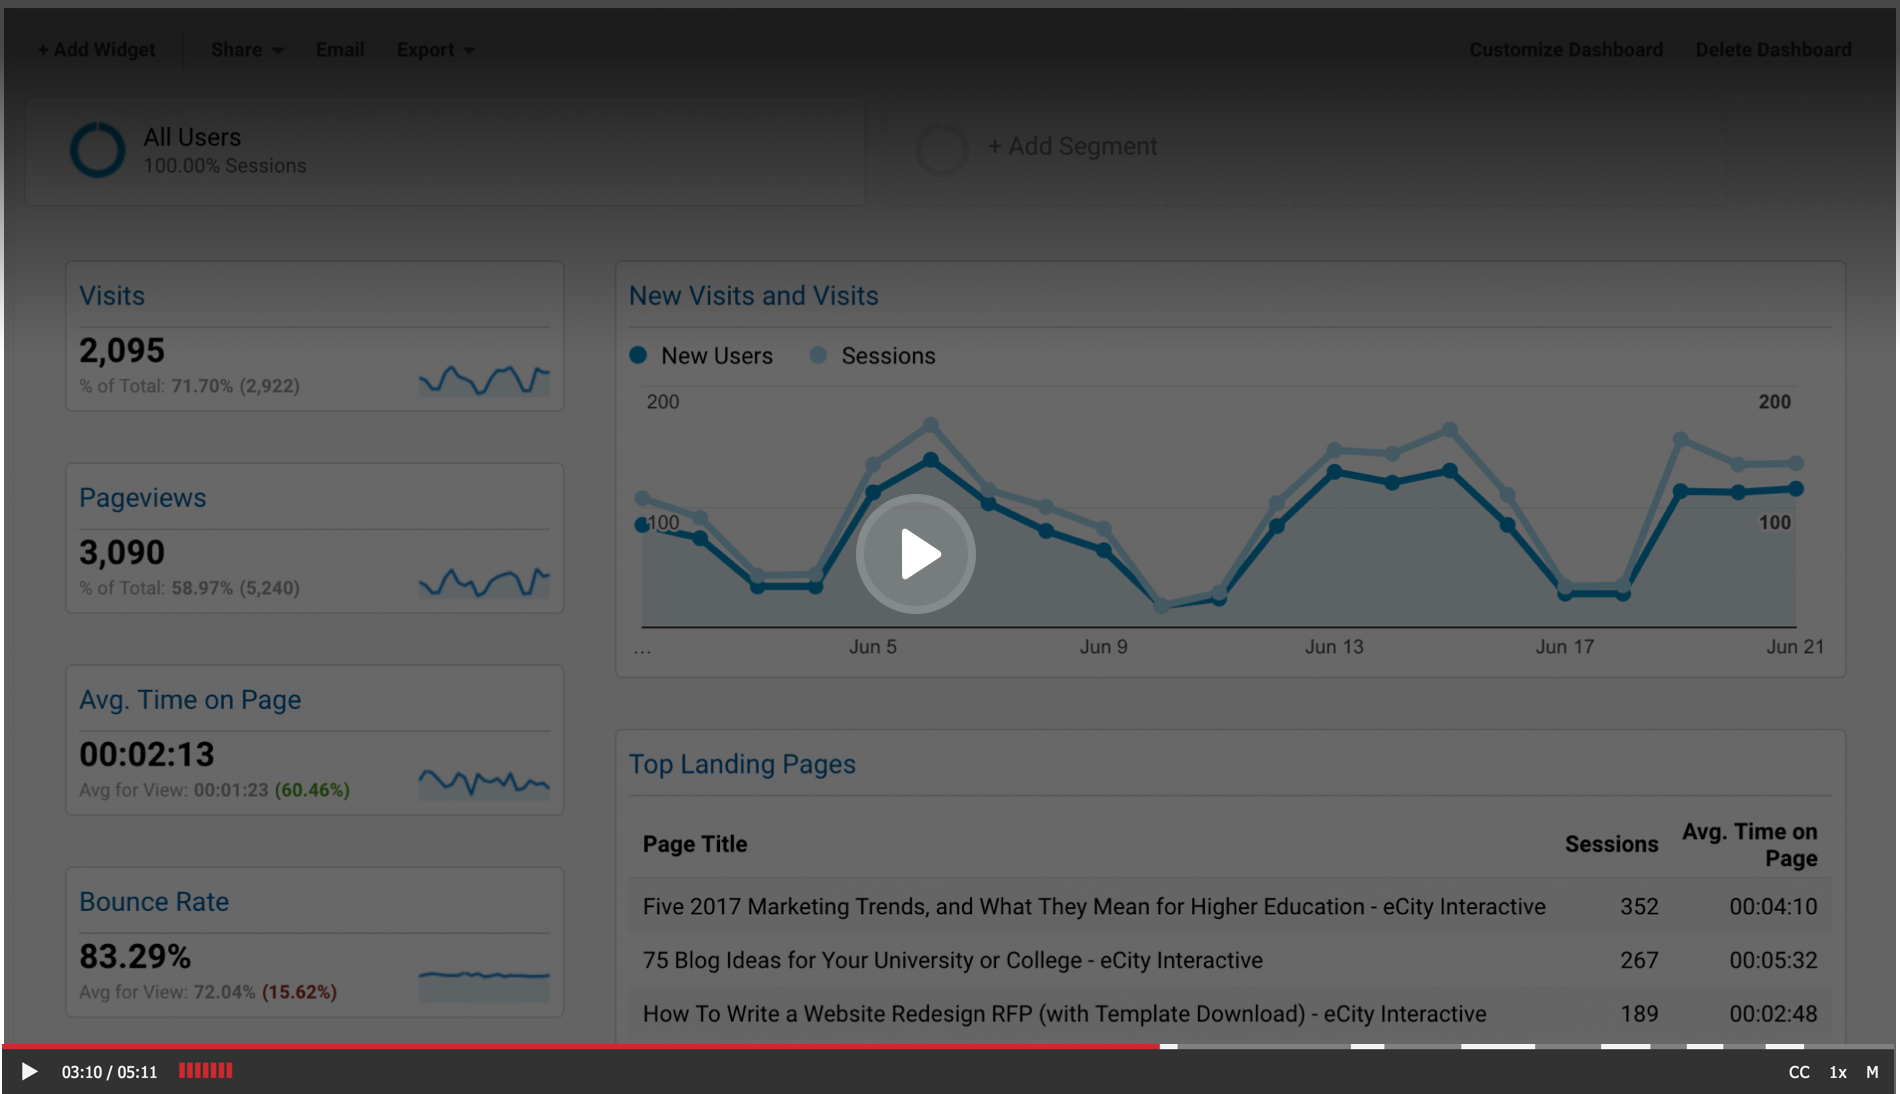 + Add Widget Share Email Export Customize Dashboard Delete Dashboard
All Users
100.00% Sessions
+ Add Segment
Visits
2,095
% of Total: 71.70% (2,922)
Pageviews
3,090
% of Total: 58.97% (5,240)
Avg. Time on Page
00:02:13
Avg for View: 00:01:23 (60.46%)
Bounce Rate
83.29%
Avg for View: 72.04% (15.62%)
New Visits and Visits
New Users Sessions
200 200
100 100
... Jun 5 Jun 9 Jun 13 Jun 17 Jun 21
Top Landing Pages
Page Title Sessions Avg. Time on
Page
Five 2017 Marketing Trends, and What They Mean for Higher Education - eCity Interactive 352 00:04:10
75 Blog Ideas for Your University or College - eCity Interactive 267 00:05:32
How To Write a Website Redesign RFP (with Template Download) - eCity Interactive 189 00:02:48
03:10 / 05:11 CC 1x M